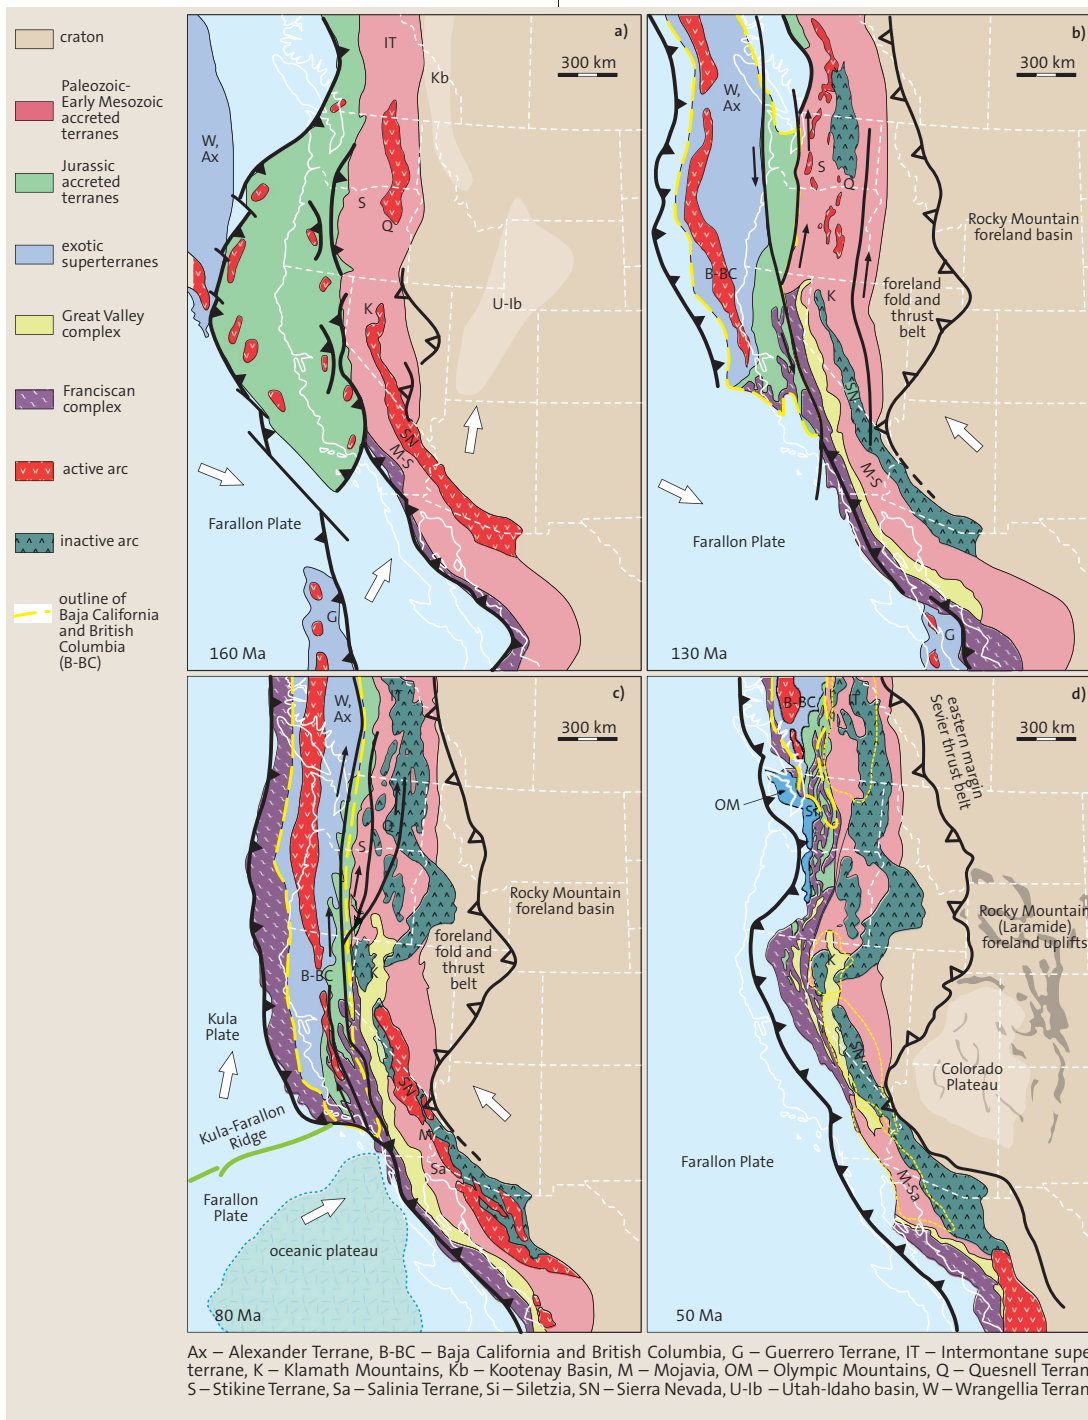 craton
Paleozoic-
Early Mesozoic
accreted
terranes
Jurassic
accreted
terranes
exotic
superterranes
Great Valley
complex
Franciscan
complex
active arc
inactive arc
outline of
Baja California
and British
Columbia
(B-BC)
a)
300 km
IT
Kb
W,
Ax
S
Q
K
U-Ib
SN
M-S
Farallon Plate
G
160 Ma
b)
300 km
W,
Ax
S
Q
Rocky Mountain
foreland basin
B-BC
K
foreland
fold and
thrust
belt
SN
M-S
Farallon Plate
G
130 Ma
c)
300 km
IT
W,
Ax
Q
S
Rocky Mountain
foreland basin
foreland
fold and
thrust
belt
B-BC
K
Kula
Plate
SN
Kula-Farallon
Ridge
M
Sa
Farallon
Plate
oceanic plateau
80 Ma
d)
300 km
B-BC
IT
eastern margin
Sevier thrust belt
OM
Si
Rocky Mountain
(Laramide)
foreland uplifts
K
SN
Colorado
Plateau
Farallon Plate
M-Sa
50 Ma
Ax – Alexander Terrane, B-BC – Baja California and British Columbia, G – Guerrero Terrane, IT – Intermontane supe
terrane, K – Klamath Mountains, Kb – Kootenay Basin, M – Mojavia, OM – Olympic Mountains, Q – Quesnell Terran
S – Stikine Terrane, Sa – Salinia Terrane, Si – Siletzia, SN – Sierra Nevada, U-Ib – Utah-Idaho basin, W – Wrangellia Terran